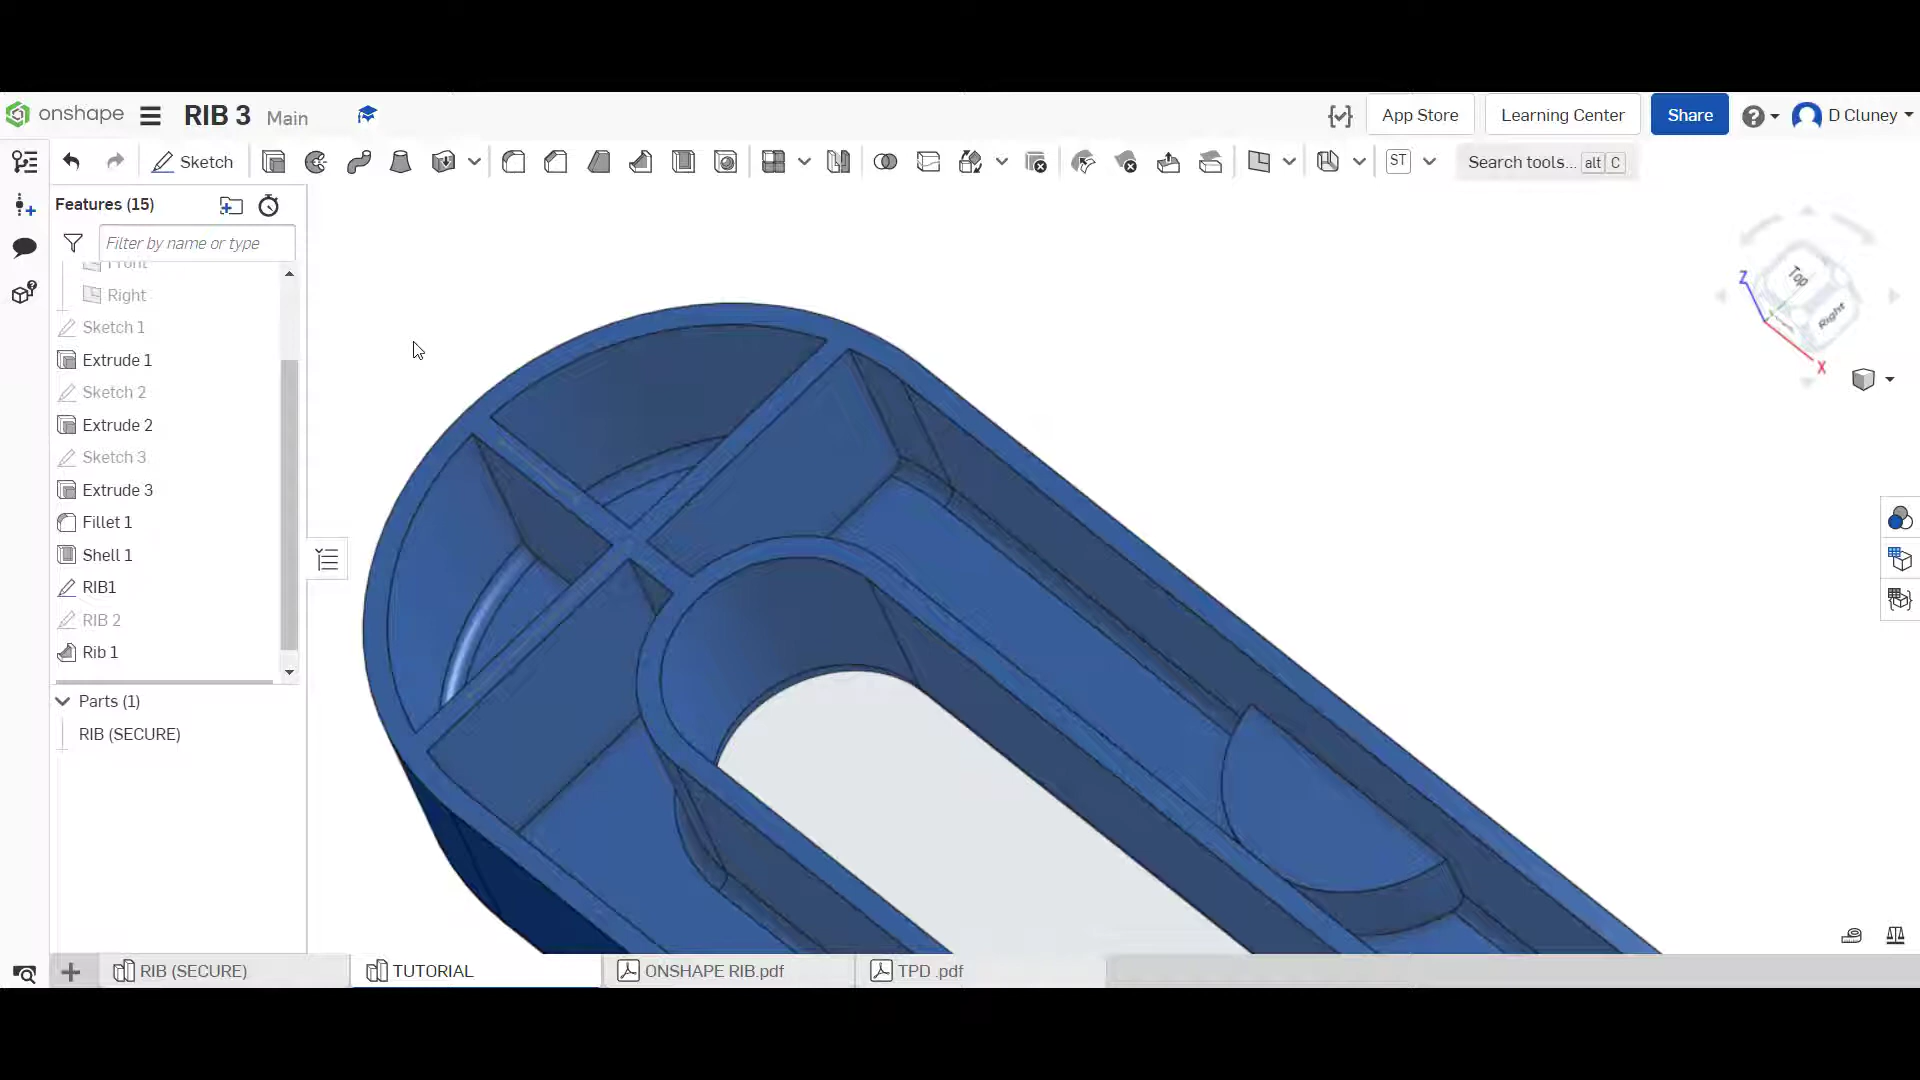 onshape RIB 3 Main App Store Learning Center Share D Cluney
Sketch ST Search tools... alt C
Features (15)
Filter by name or type
Front
Right
Sketch 1
Extrude 1
Sketch 2
Extrude 2
Sketch 3
Extrude 3
Fillet 1
Shell 1
RIB1
RIB 2
Rib 1
Parts (1)
RIB (SECURE)
Z
Top
Right
X
RIB (SECURE) TUTORIAL ONSHAPE RIB.pdf TPD .pdf